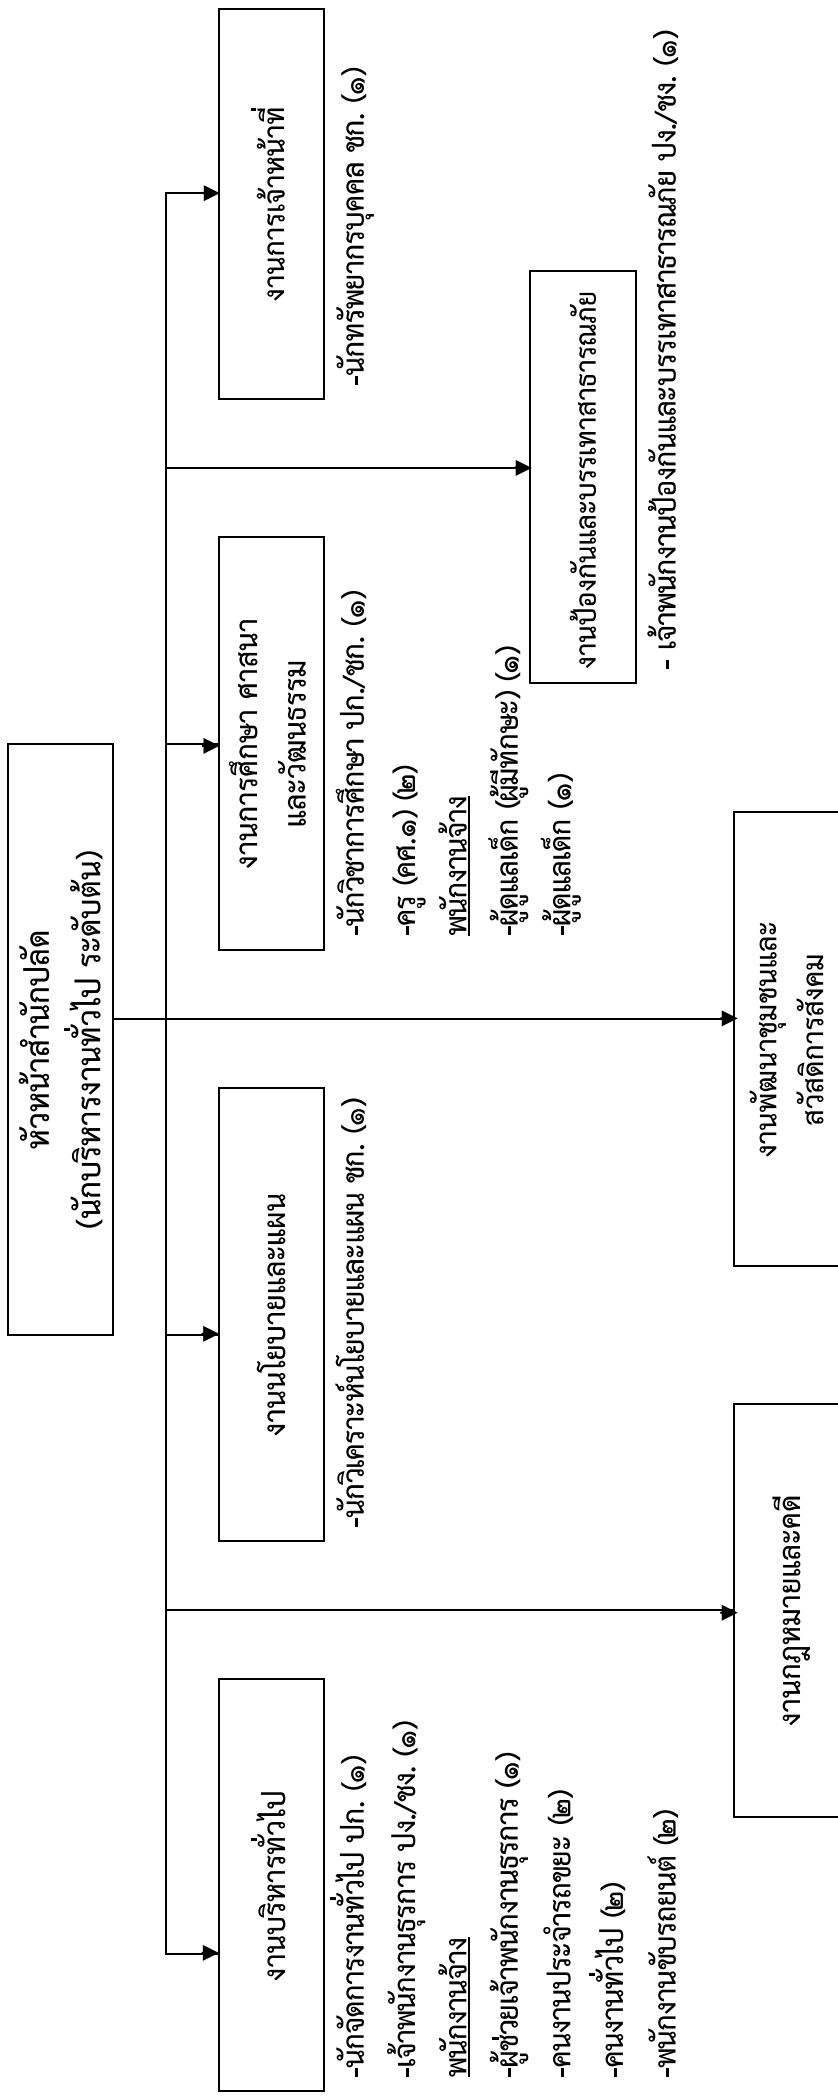 หัวหน้าสำนักปลัด
(นักบริหารงานทั่วไป ระดับต้น)
งานบริหารทั่วไป
-นักจัดการงานทั่วไป ปก. (๑)
-เจ้าพนักงานธุรการ ปง./ชง. (๑)
พนักงานจ้าง
-ผู้ช่วยเจ้าพนักงานธุรการ (๑)
-คนงานประจำรถขยะ (๒)
-คนงานทั่วไป (๒)
-พนักงานขับรถยนต์ (๒)
งานนโยบายและแผน
-นักวิเคราะห์นโยบายและแผน ชก. (๑)
งานการศึกษา ศาสนา
และวัฒนธรรม
-นักวิชาการศึกษา ปก./ชก. (๑)
-ครู (คศ.๑) (๒)
พนักงานจ้าง
-ผู้ดูแลเด็ก (ผู้มีทักษะ) (๑)
-ผู้ดูแลเด็ก (๑)
งานการเจ้าหน้าที่
-นักทรัพยากรบุคคล ชก. (๑)
งานป้องกันและบรรเทาสาธารณภัย
- เจ้าพนักงานป้องกันและบรรเทาสาธารณภัย ปง./ชง. (๑)
งานกฎหมายและคดี
งานพัฒนาชุมชนและ
สวัสดิการสังคม